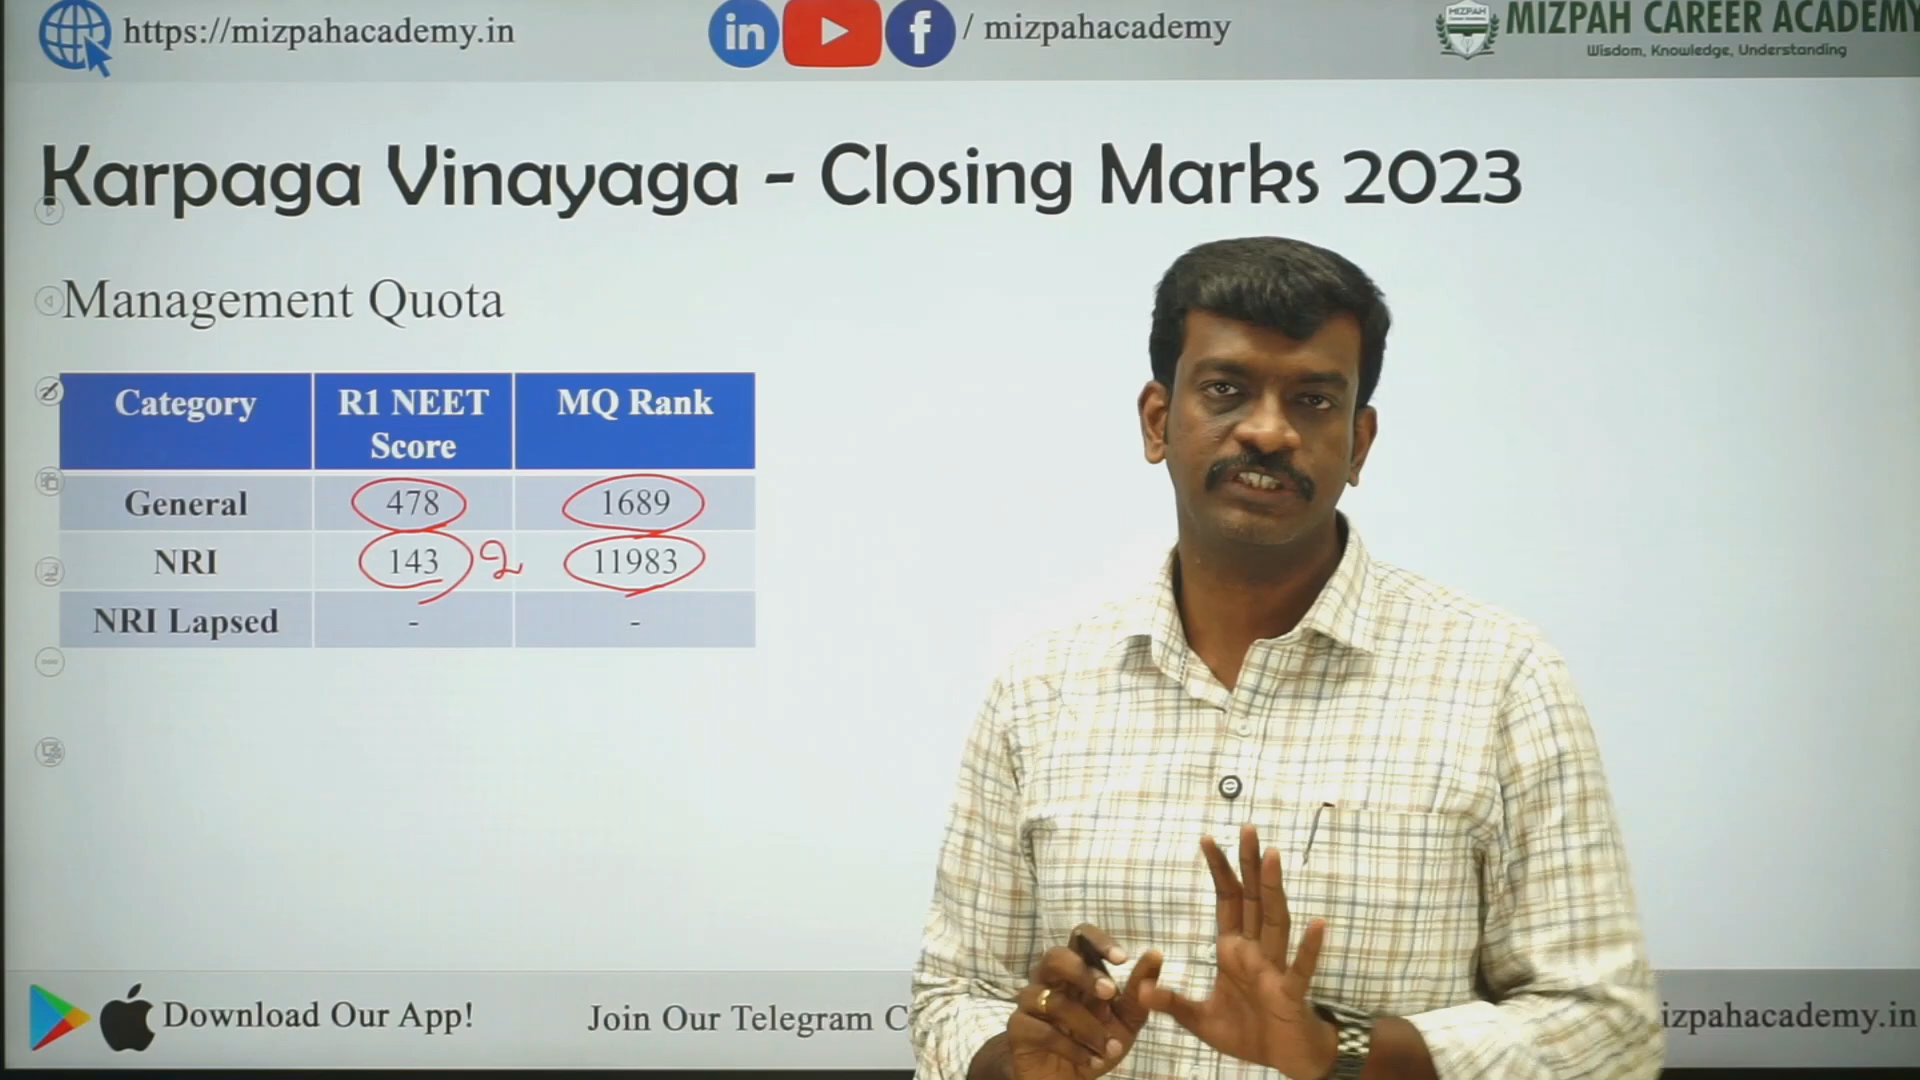 https://mizpahacademy.in
in f / mizpahacademy
MIZPAH
MIZPAH CAREER ACADEMY
Wisdom, Knowledge, Understanding
Karpaga Vinayaga - Closing Marks 2023
Management Quota
Category R1 NEET Score MQ Rank
General 478 1689
NRI 143 2 11983
NRI Lapsed - -
Download Our App!
Join Our Telegram
izpahacademy.in